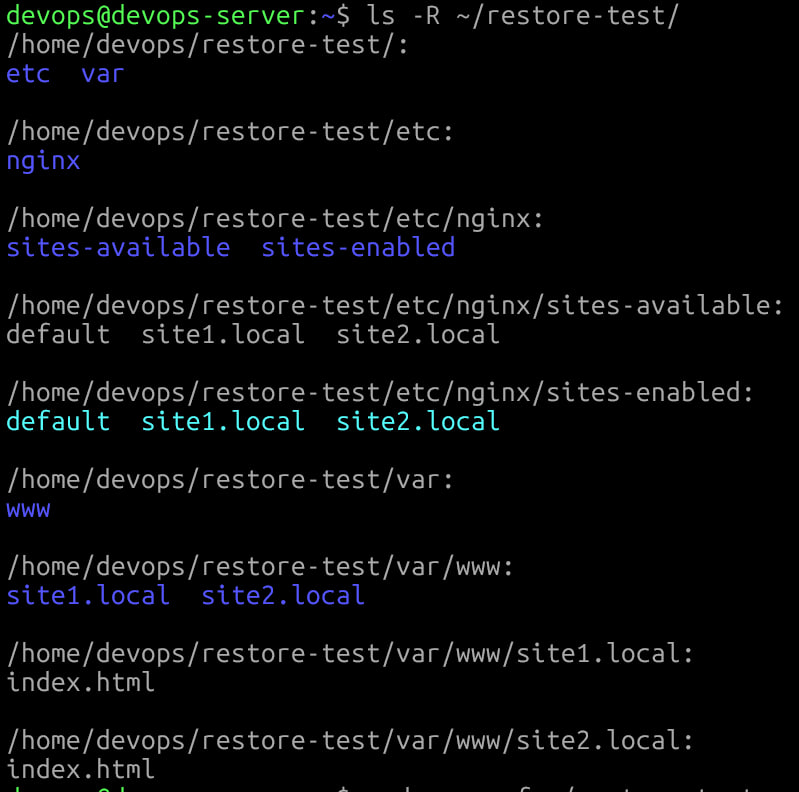 devops@devops-server:~$ ls -R ~/restore-test/
/home/devops/restore-test/:
etc  var
/home/devops/restore-test/etc:
nginx
/home/devops/restore-test/etc/nginx:
sites-available  sites-enabled
/home/devops/restore-test/etc/nginx/sites-available:
default  site1.local  site2.local
/home/devops/restore-test/etc/nginx/sites-enabled:
default  site1.local  site2.local
/home/devops/restore-test/var:
www
/home/devops/restore-test/var/www:
site1.local  site2.local
/home/devops/restore-test/var/www/site1.local:
index.html
/home/devops/restore-test/var/www/site2.local:
index.html